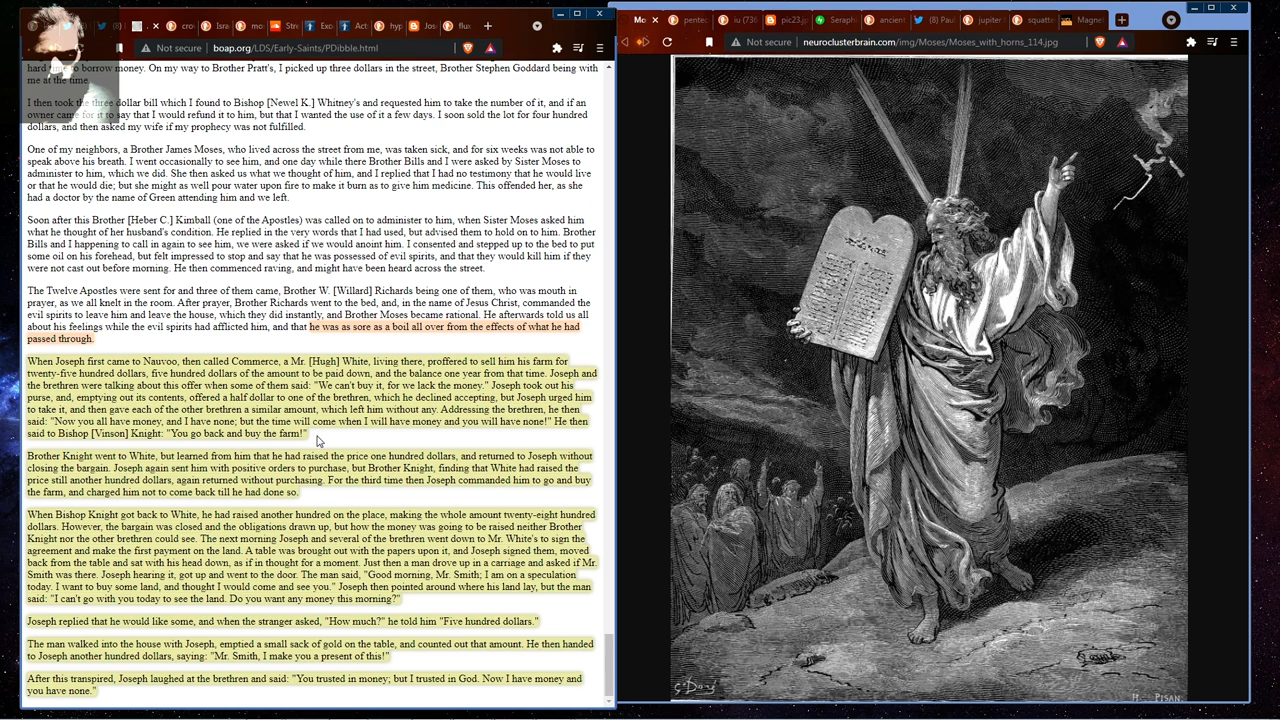 cro
Isra
mo
Stre
Exo
Act
hyp
Jos
flux
Not secure
boap.org/LDS/Early-Saints/PDibble.html
hard time to borrow money. On my way to Brother Pratt's, I picked up three dollars in the street, Brother Stephen Goddard being with
me at the time.
I then took the three dollar bill which I found to Bishop [Newel K.] Whitney's and requested him to take the number of it, and if an
owner came for it to say that I would refund it to him, but that I wanted the use of it a few days. I soon sold the lot for four hundred
dollars, and then asked my wife if my prophecy was not fulfilled.
One of my neighbors, a Brother James Moses, who lived across the street from me, was taken sick, and for six weeks was not able to
speak above his breath. I went occasionally to see him, and one day while there Brother Bills and I were asked by Sister Moses to
administer to him, which we did. She then asked us what we thought of him, and I replied that I had no testimony that he would live
or that he would die; but she might as well pour water upon fire to make it burn as to give him medicine. This offended her, as she
had a doctor by the name of Green attending him and we left.
Soon after this Brother [Heber C.] Kimball (one of the Apostles) was called on to administer to him, when Sister Moses asked him
what he thought of her husband's condition. He replied in the very words that I had used, but advised them to hold on to him. Brother
Bills and I happening to call in again to see him, we were asked if we would anoint him. I consented and stepped up to the bed to put
some oil on his forehead, but felt impressed to stop and say that he was possessed of evil spirits, and that they would kill him if they
were not cast out before morning. He then commenced raving, and might have been heard across the street.
The Twelve Apostles were sent for and three of them came, Brother W. [Willard] Richards being one of them, who was mouth in
prayer, as we all knelt in the room. After prayer, Brother Richards went to the bed, and, in the name of Jesus Christ, commanded the
evil spirits to leave him and leave the house, which they did instantly, and Brother Moses became rational. He afterwards told us all
about his feelings while the evil spirits had afflicted him, and that he was as sore as a boil all over from the effects of what he had
passed through.
When Joseph first came to Nauvoo, then called Commerce, a Mr. [Hugh] White, living there, proffered to sell him his farm for
twenty-five hundred dollars, five hundred dollars of the amount to be paid down, and the balance one year from that time. Joseph and
the brethren were talking about this offer when some of them said: "We can't buy it, for we lack the money." Joseph took out his
purse, and, emptying out its contents, offered a half dollar to one of the brethren, which he declined accepting, but Joseph urged him
to take it, and then gave each of the other brethren a similar amount, which left him without any. Addressing the brethren, he then
said: "Now you all have money, and I have none; but the time will come when I will have money and you will have none!" He then
said to Bishop [Vinson] Knight: "You go back and buy the farm!"
Brother Knight went to White, but learned from him that he had raised the price one hundred dollars, and returned to Joseph without
closing the bargain. Joseph again sent him with positive orders to purchase, but Brother Knight, finding that White had raised the
price still another hundred dollars, again returned without purchasing. For the third time then Joseph commanded him to go and buy
the farm, and charged him not to come back till he had done so.
When Bishop Knight got back to White, he had raised another hundred on the place, making the whole amount twenty-eight hundred
dollars. However, the bargain was closed and the obligations drawn up, but how the money was going to be raised neither Brother
Knight nor the other brethren could see. The next morning Joseph and several of the brethren went down to Mr. White's to sign the
agreement and make the first payment on the land. A table was brought out with the papers upon it, and Joseph signed them, moved
back from the table and sat with his head down, as if in thought for a moment. Just then a man drove up in a carriage and asked if Mr.
Smith was there. Joseph hearing it, got up and went to the door. The man said, "Good morning, Mr. Smith; I am on a speculation
today. I want to buy some land, and thought I would come and see you." Joseph then pointed around where his land lay, but the man
said: "I can't go with you today to see the land. Do you want any money this morning?"
Joseph replied that he would like some, and when the stranger asked, "How much?" he told him "Five hundred dollars."
The man walked into the house with Joseph, emptied a small sack of gold on the table, and counted out that amount. He then handed
to Joseph another hundred dollars, saying: "Mr. Smith, I make you a present of this!"
After this transpired, Joseph laughed at the brethren and said: "You trusted in money; but I trusted in God. Now I have money and
you have none."
Mo
pentec
iu (736
pic23.jp
Seraph
ancient
(8) Paul
jupiter
squatte
Magnet
Not secure
neuroclusterbrain.com/img/Moses/Moses_with_horns_114.jpg
G. Doré
H. PISAN